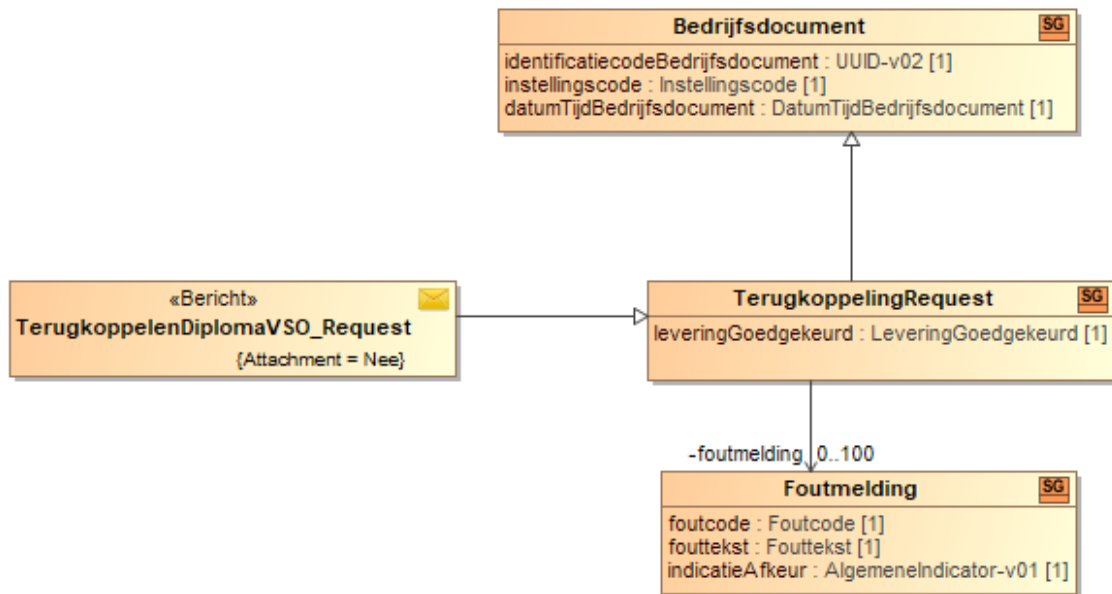 Bedrijfsdocument SG
identificatiecodeBedrijfsdocument : UUID-v02 [1]
instellingscode : Instellingscode [1]
datumTijdBedrijfsdocument : DatumTijdBedrijfsdocument [1]
«Bericht»
TerugkoppelenDiplomaVSO_Request
{Attachment = Nee}
TerugkoppelingRequest SG
leveringGoedgekeurd : LeveringGoedgekeurd [1]
-foutmelding 0..100
Foutmelding SG
foutcode : Foutcode [1]
fouttekst : Fouttekst [1]
indicatieAfkeur : AlgemeneIndicator-v01 [1]